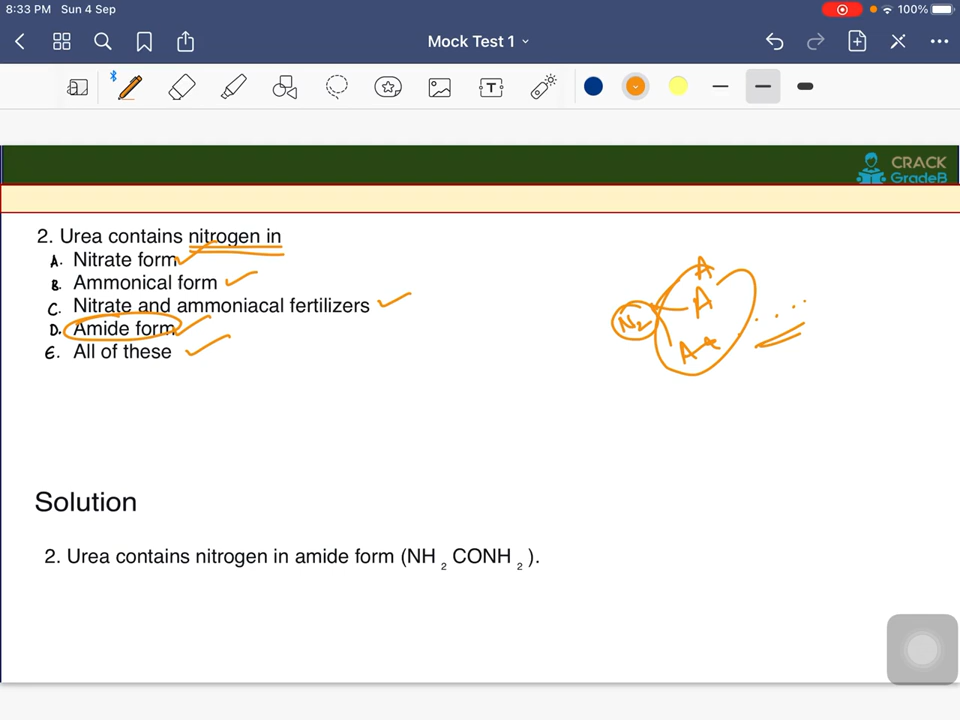 8:33 PM Sun 4 Sep 100%
Mock Test 1
T
CRACK
GradeB
2. Urea contains nitrogen in
A. Nitrate form
B. Ammonical form
C. Nitrate and ammoniacal fertilizers
D. Amide form
E. All of these
A
N2 A
Solution
2. Urea contains nitrogen in amide form (NH 2 CONH 2 ).